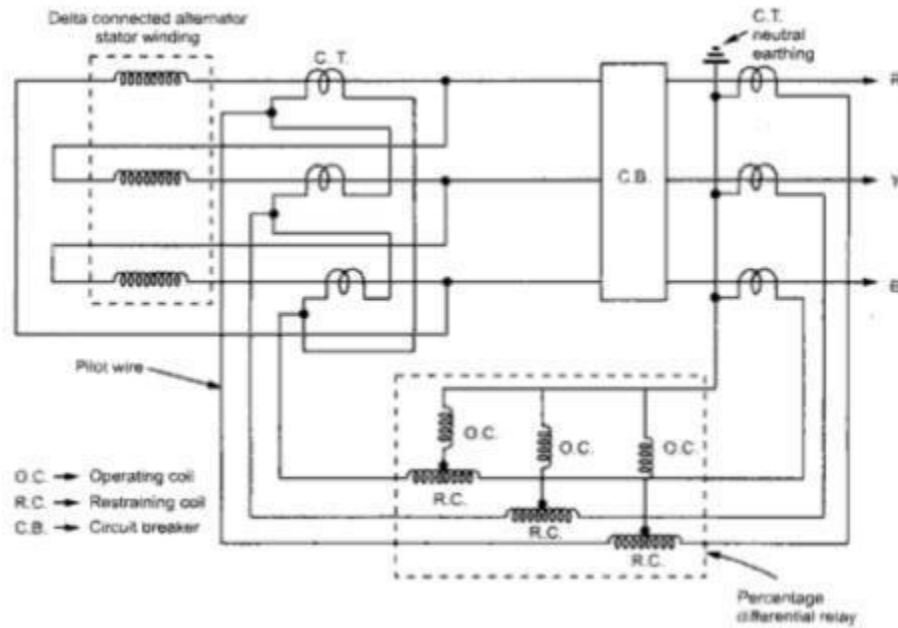 Delta connected alternator
stator winding
C. T.
C.T.
neutral
earthing
R
Y
C.B.
B
Pilot wire
O.C.
O.C.
O.C.
R.C.
R.C.
R.C.
O.C. → Operating coil
R.C. → Restraining coil
C.B. → Circuit breaker
Percentage
differential relay